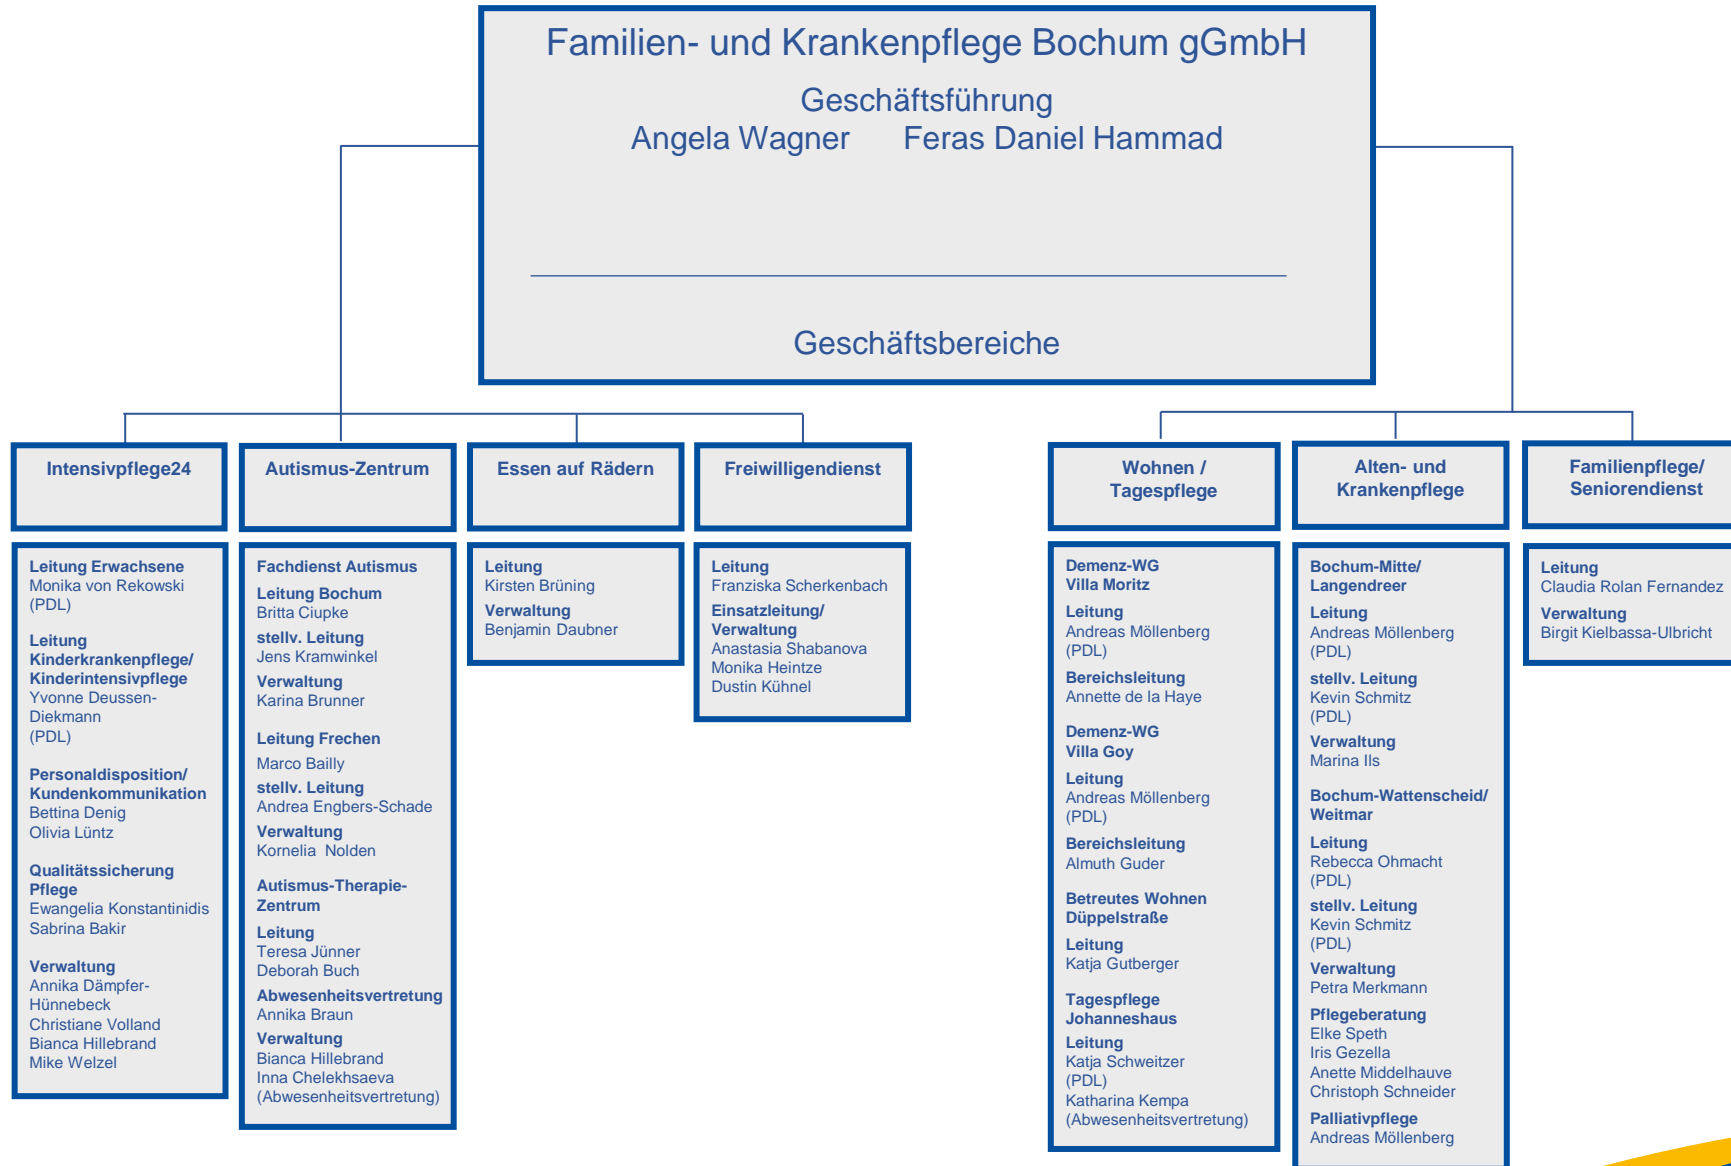 Familien- und Krankenpflege Bochum gGmbH
Geschäftsführung
Angela Wagner Feras Daniel Hammad
Geschäftsbereiche
Intensivpflege24
Leitung Erwachsene
Monika von Rekowski
(PDL)
Leitung
Kinderkrankenpflege/
Kinderintensivpflege
Yvonne Deussen-
Diekmann
(PDL)
Personaldisposition/
Kundenkommunikation
Bettina Denig
Olivia Lüntz
Qualitätssicherung
Pflege
Ewangelia Konstantinidis
Sabrina Bakir
Verwaltung
Annika Dämpfer-
Hünnebeck
Christiane Volland
Bianca Hillebrand
Mike Welzel
Autismus-Zentrum
Fachdienst Autismus
Leitung Bochum
Britta Ciupke
stellv. Leitung
Jens Kramwinkel
Verwaltung
Karina Brunner
Leitung Frechen
Marco Bailly
stellv. Leitung
Andrea Engbers-Schade
Verwaltung
Kornelia Nolden
Autismus-Therapie-
Zentrum
Leitung
Teresa Jünner
Deborah Buch
Abwesenheitsvertretung
Annika Braun
Verwaltung
Bianca Hillebrand
Inna Chelekhsaeva
(Abwesenheitsvertretung)
Essen auf Rädern
Leitung
Kirsten Brüning
Verwaltung
Benjamin Daubner
Freiwilligendienst
Leitung
Franziska Scherkenbach
Einsatzleitung/
Verwaltung
Anastasia Shabanova
Monika Heintze
Dustin Kühnel
Wohnen /
Tagespflege
Demenz-WG
Villa Moritz
Leitung
Andreas Möllenberg
(PDL)
Bereichsleitung
Annette de la Haye
Demenz-WG
Villa Goy
Leitung
Andreas Möllenberg
(PDL)
Bereichsleitung
Almuth Guder
Betreutes Wohnen
Düppelstraße
Leitung
Katja Gutberger
Tagespflege
Johanneshaus
Leitung
Katja Schweitzer
(PDL)
Katharina Kempa
(Abwesenheitsvertretung)
Alten- und
Krankenpflege
Bochum-Mitte/
Langendreer
Leitung
Andreas Möllenberg
(PDL)
stellv. Leitung
Kevin Schmitz
(PDL)
Verwaltung
Marina Ils
Bochum-Wattenscheid/
Weitmar
Leitung
Rebecca Ohmacht
(PDL)
stellv. Leitung
Kevin Schmitz
(PDL)
Verwaltung
Petra Merkmann
Pflegeberatung
Elke Speth
Iris Gezella
Anette Middelhauve
Christoph Schneider
Palliativpflege
Andreas Möllenberg
Familienpflege/
Seniorendienst
Leitung
Claudia Rolan Fernandez
Verwaltung
Birgit Kielbassa-Ulbricht